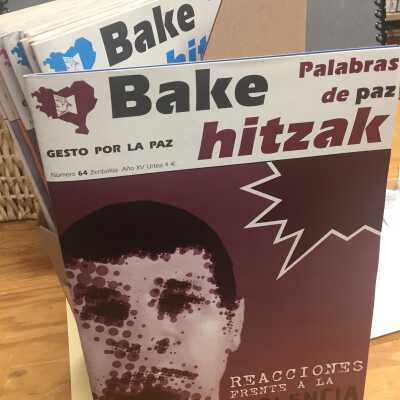 Bake
hitz
Bake
hitzak
Palabras
de paz
GESTO POR LA PAZ
Número 64 Zenbakia Año XV Urtea 4 €.
REACCIONES
FRENTE A LA